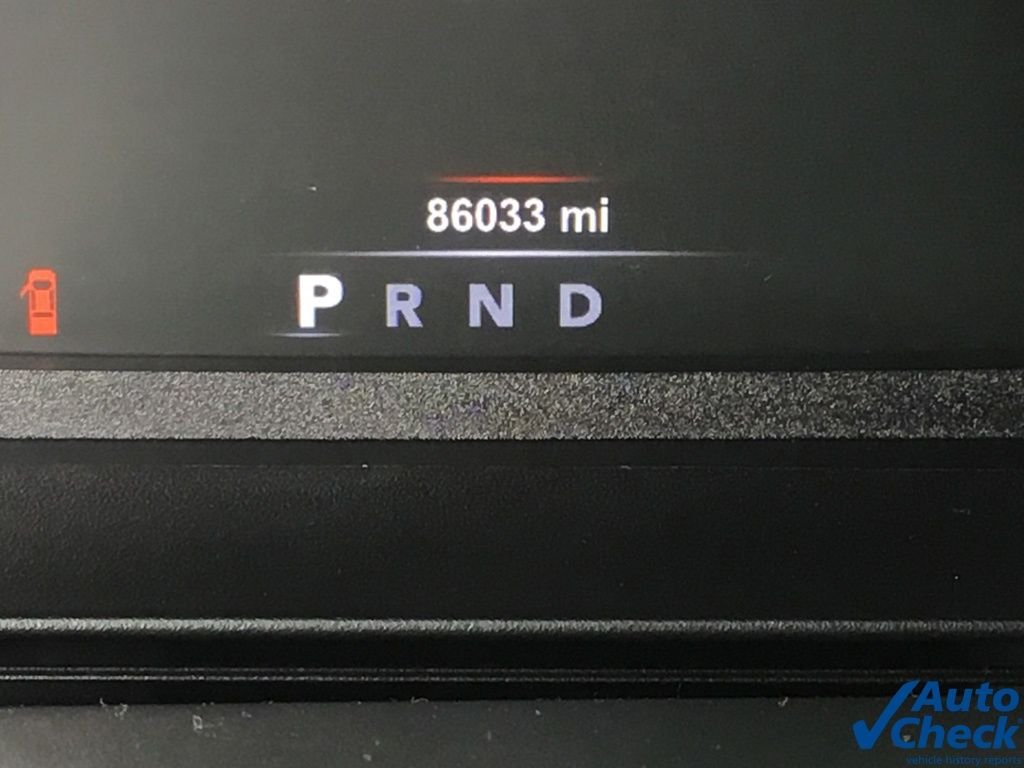 86033 mi
P R N D
Auto
Check
vehicle history reports